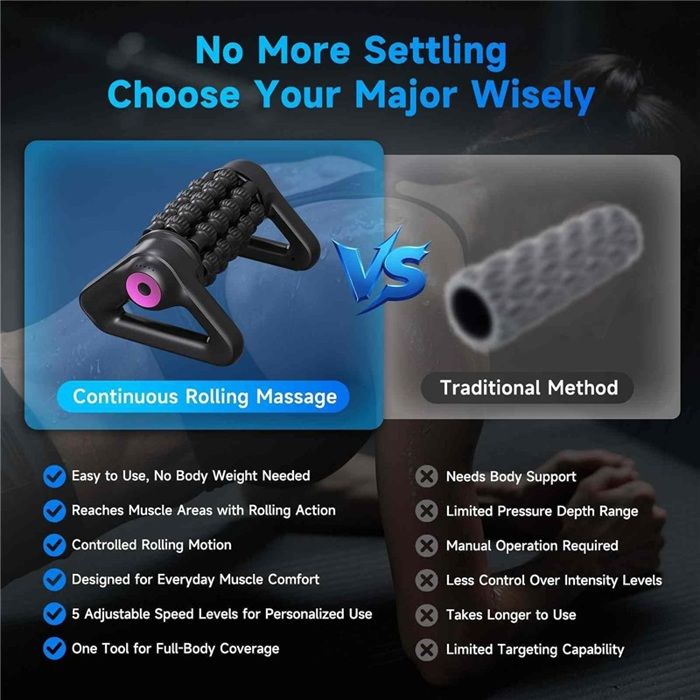 No More Settling
Choose Your Major Wisely
VS
Continuous Rolling Massage
Traditional Method
Easy to Use, No Body Weight Needed
Needs Body Support
Reaches Muscle Areas with Rolling Action
Limited Pressure Depth Range
Controlled Rolling Motion
Manual Operation Required
Designed for Everyday Muscle Comfort
Less Control Over Intensity Levels
5 Adjustable Speed Levels for Personalized Use
Takes Longer to Use
One Tool for Full-Body Coverage
Limited Targeting Capability